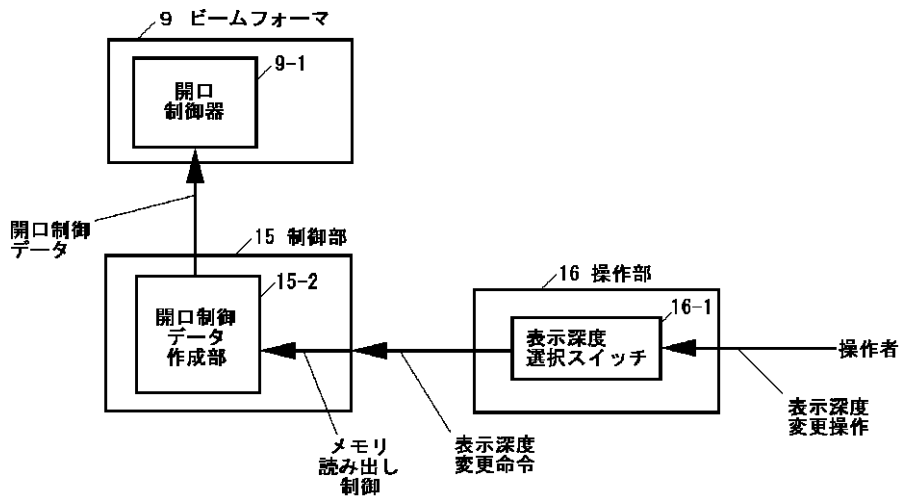 9 ビームフォーマ
9-1
開口
制御器
開口制御
データ
15 制御部
15-2
開口制御
データ
作成部
16 操作部
16-1
表示深度
選択スイッチ
操作者
表示深度
変更操作
メモリ
読み出し
制御
表示深度
変更命令